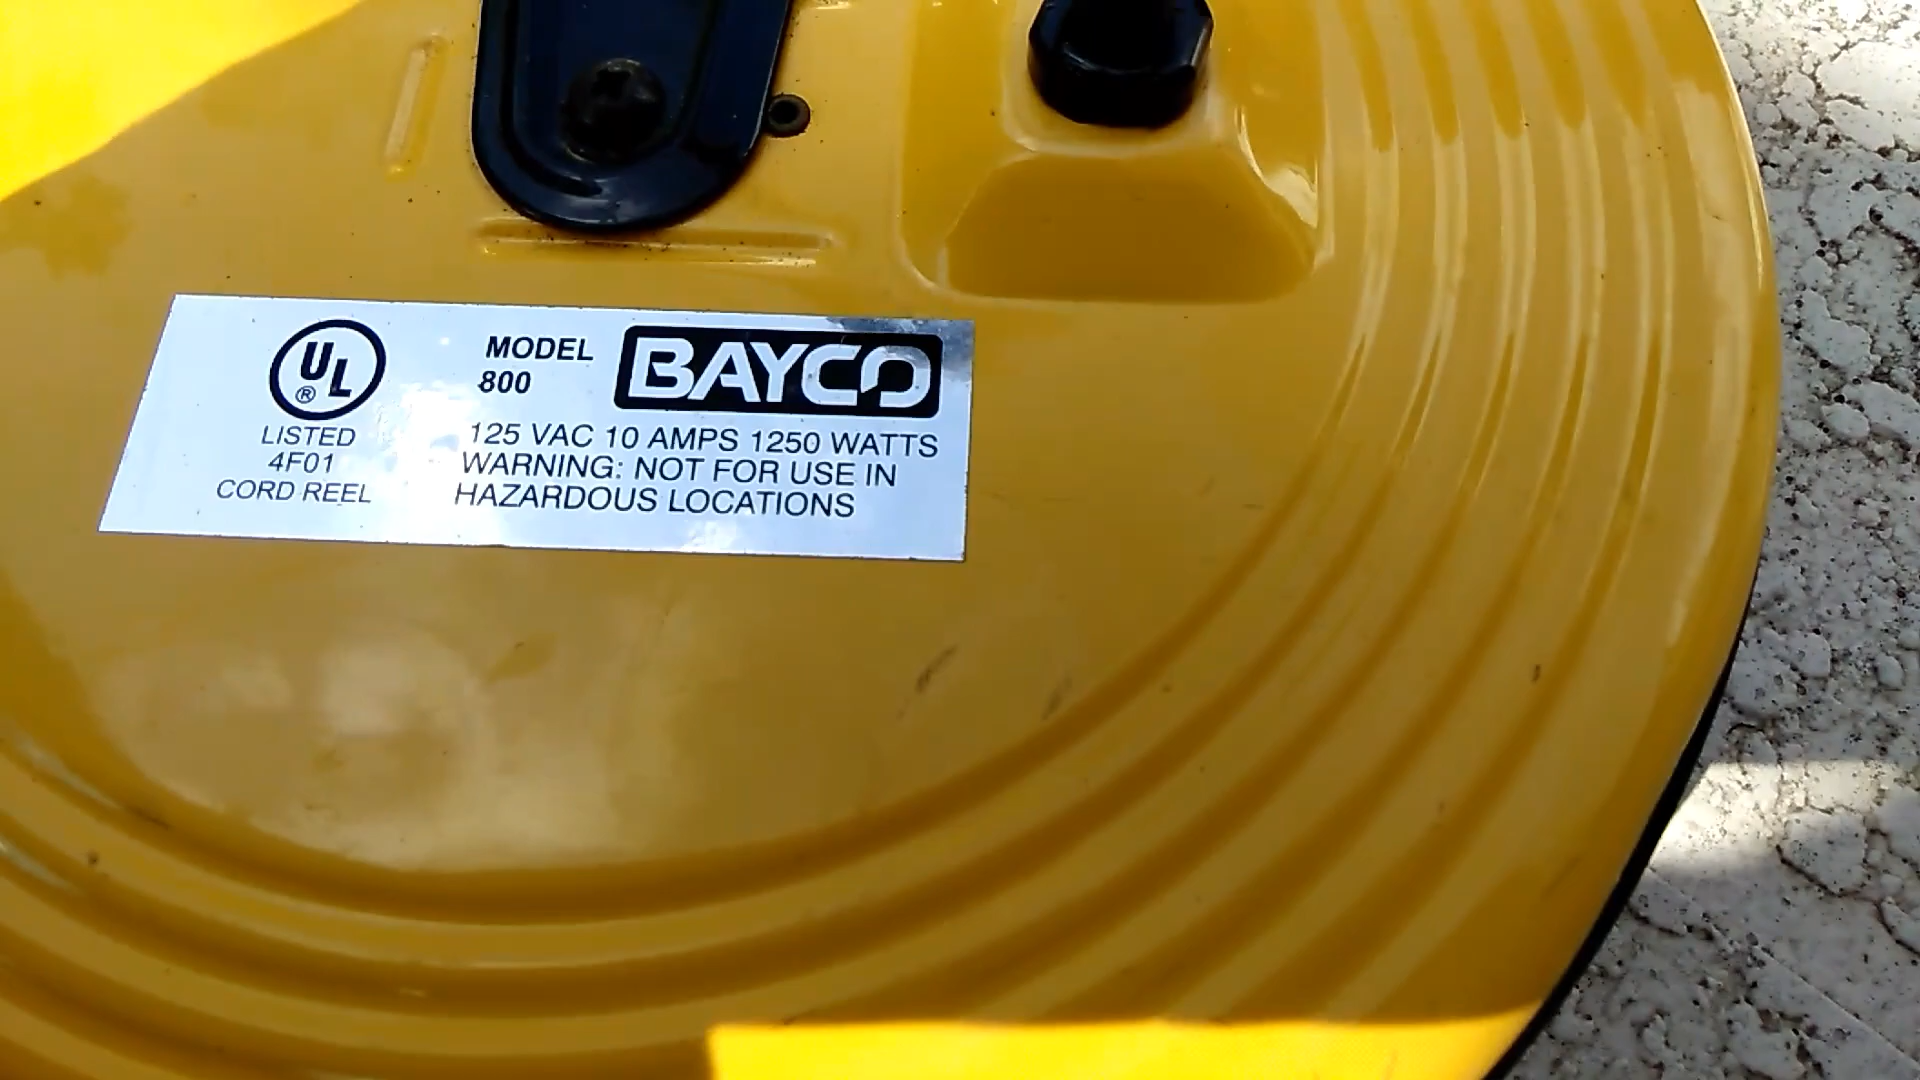 UL
®
LISTED
4F01
CORD REEL
MODEL
800
BAYCO
125 VAC 10 AMPS 1250 WATTS
WARNING: NOT FOR USE IN
HAZARDOUS LOCATIONS